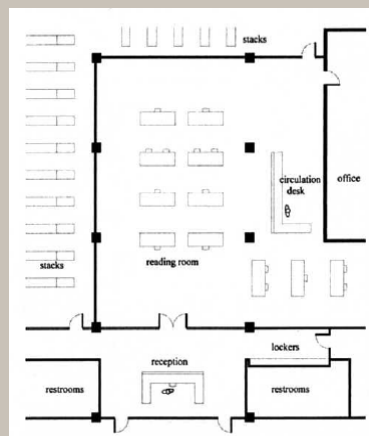 stacks
circulation
desk
office
stacks
reading room
lockers
reception
restrooms
restrooms